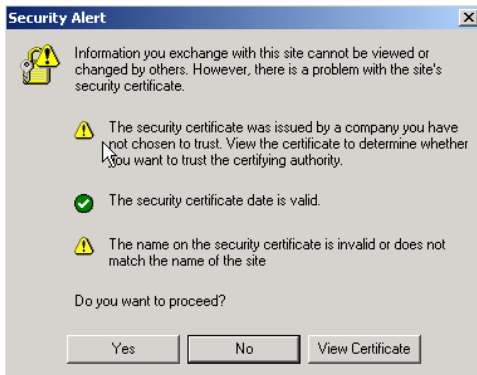 Security Alert
Information you exchange with this site cannot be viewed or
changed by others. However, there is a problem with the site's
security certificate.
The security certificate was issued by a company you have
not chosen to trust. View the certificate to determine whether
you want to trust the certifying authority.
The security certificate date is valid.
The name on the security certificate is invalid or does not
match the name of the site
Do you want to proceed?
Yes No View Certificate